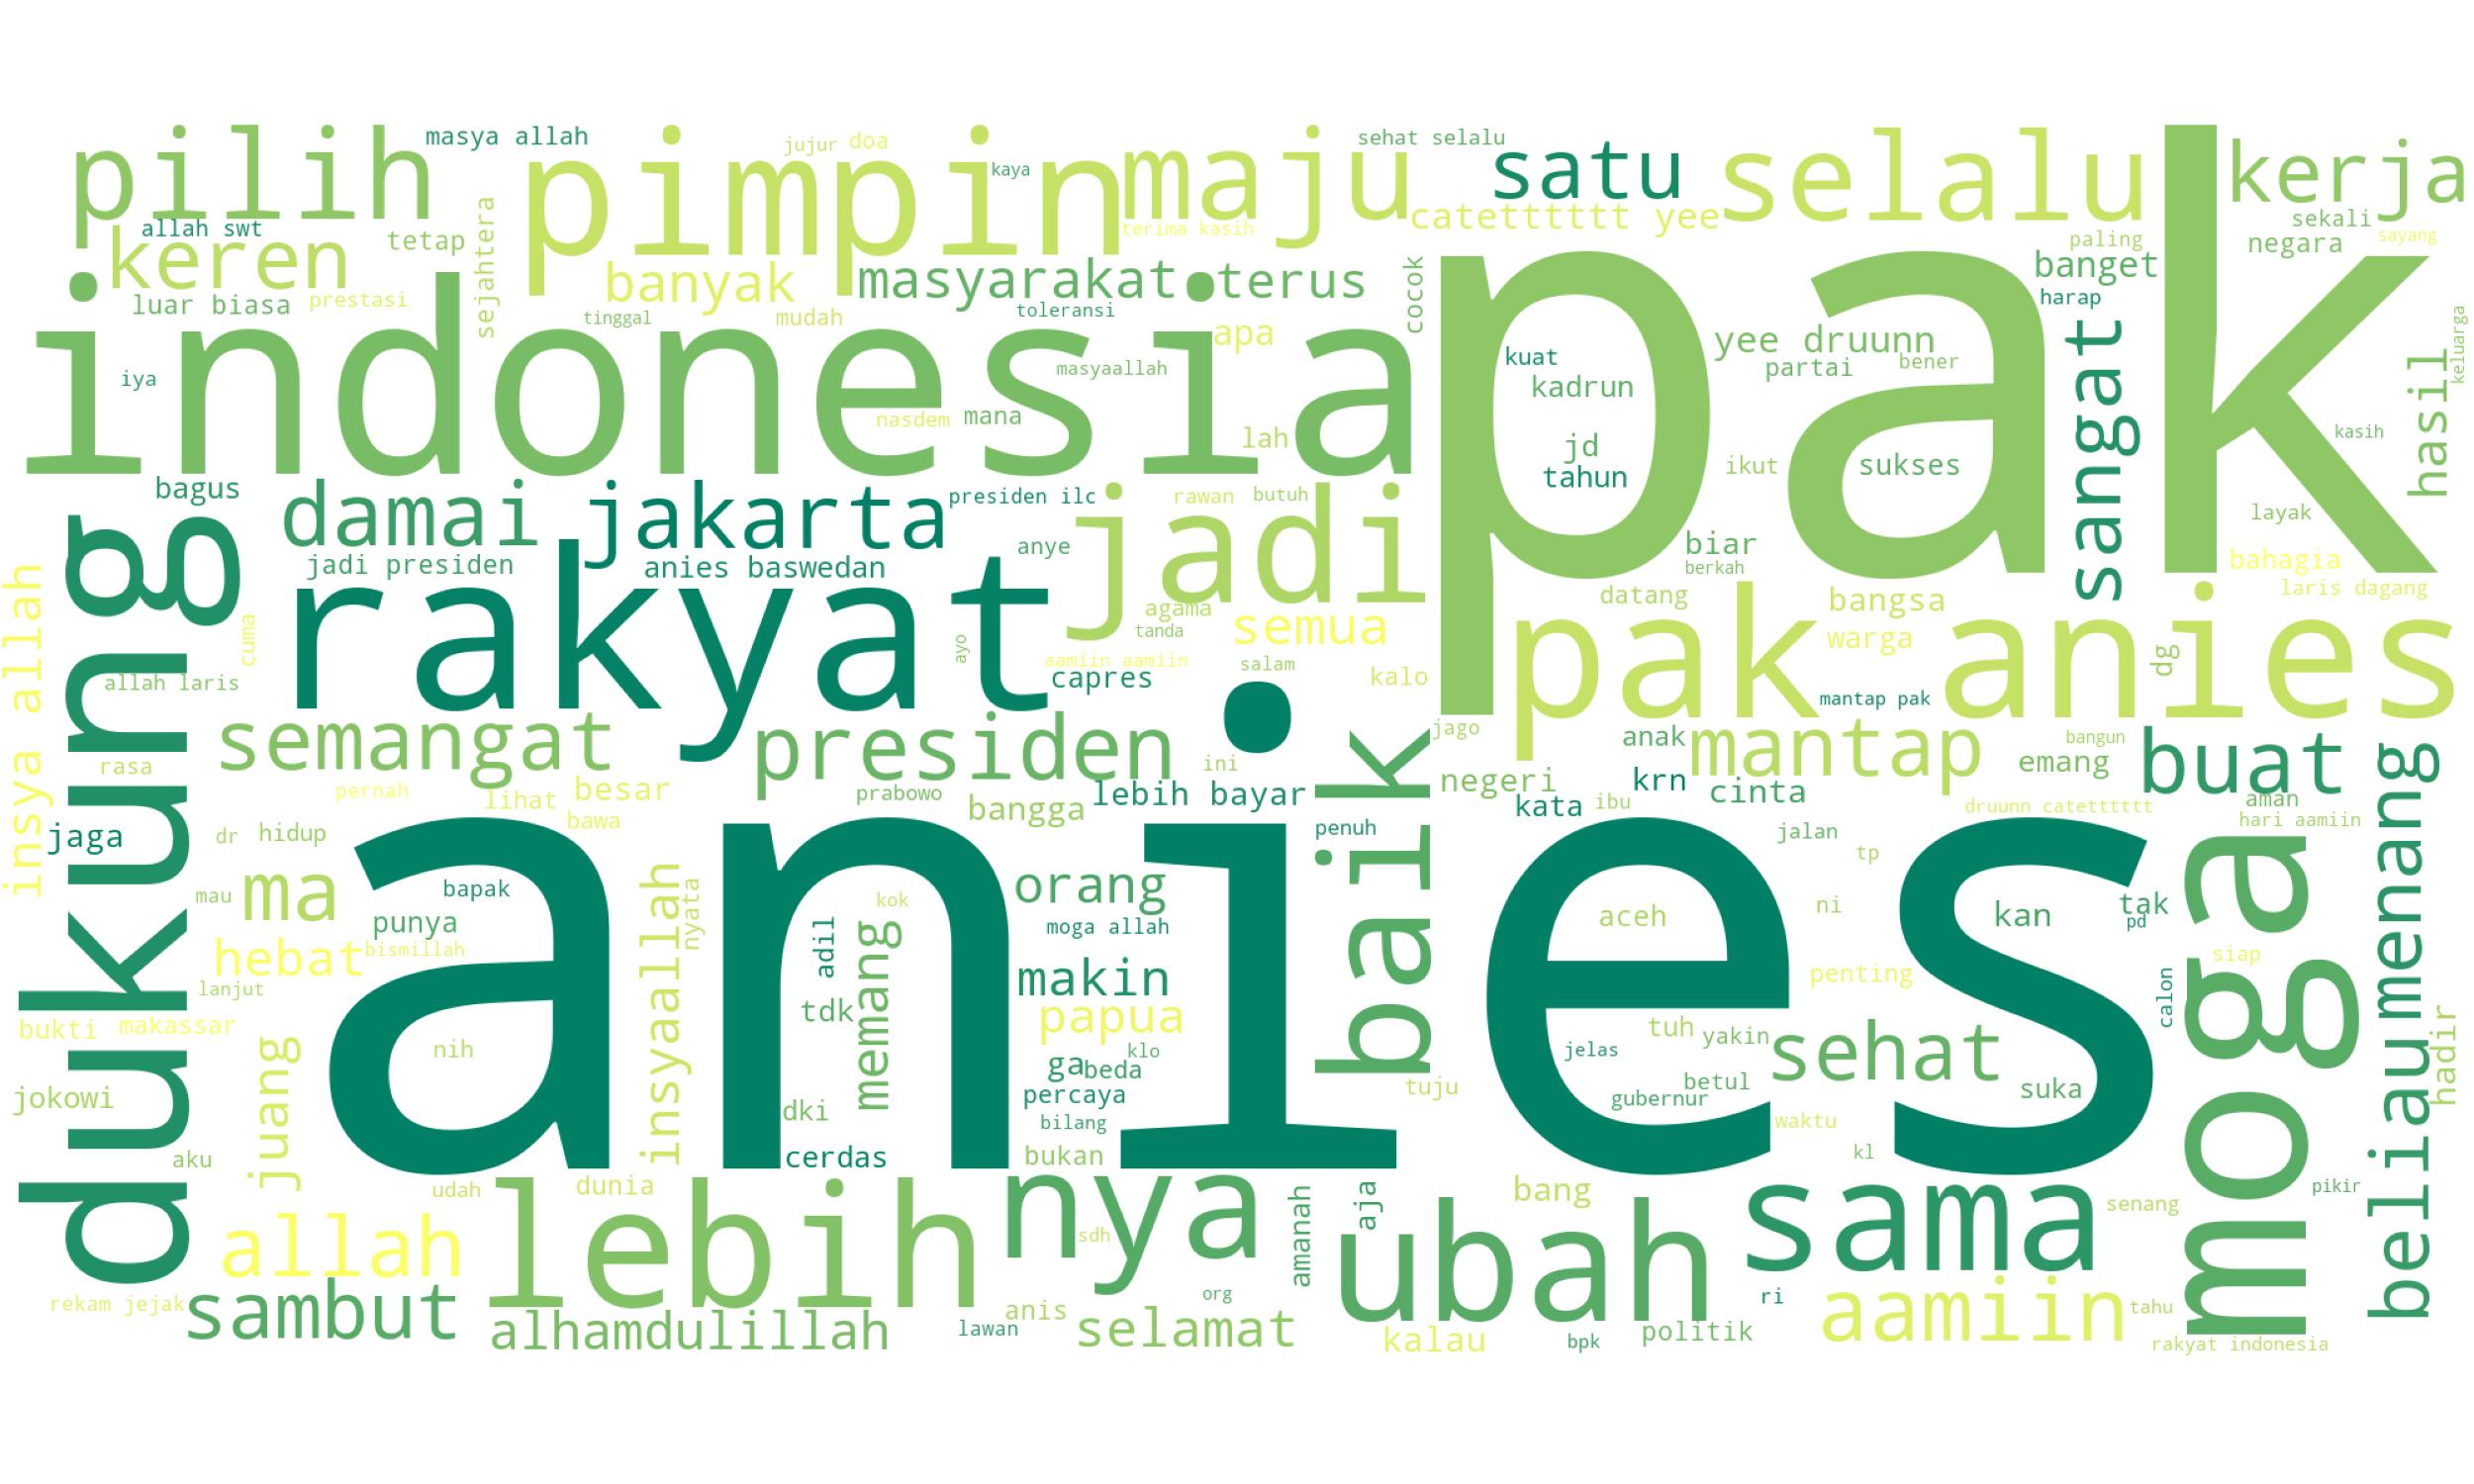 pilih
masya allah
pimpin
jujur
doa
kaya
maju
sehat selalu
satu
selalu
kerja
allah swt
keren
tetap
sejahtera
terima kasih
catetttttt yee
sekali
negara
sayang
paling
banget
harap
luar biasa
prestasi
banyak
masyarakat
terus
tinggal
mudah
toleransi
apa
cocok
indonesia
pak
iya
masyaallah
nasdem
mana
lah
kuat
kadrun
jd
tahun
yee druunn
partai
bener
ikut
sukses
sangat
hasil
keluarga
kasih
layak
bahagia
laris dagang
bagus
damai
jakarta
presiden ilc
rawan
butuh
jadi
anye
jadi presiden
anies baswedan
biar
berkah
insya allah
dukung
cuma
rakyat
ayo
agama
tanda
aamiin aamiin
semua
salam
capres
kalo
datang
bangsa
warga
pak anies
dg
mantap pak
allah laris
semangat
rasa
presiden
ini
jago
anak
mantap
bangun
emang
buat
pernah
lihat
besar
bawa
prabowo
bangga
lebih bayar
baik
negeri
krn
cinta
kata
ibu
druunn catetttttt
aman
hari aamiin
beliaumenang
jaga
dr
hidup
penuh
jalan
tp
anies
moga
mau
ma
bapak
punya
nyata
insyaallah
kok
adil
memang
orang
moga allah
aceh
ni
kan
tak
pd
hebat
bismillah
lanjut
makin
penting
siap
calon
bukti
makassar
tdk
papua
tuh
yakin
sehat
hadir
juang
nih
klo
ga
beda
jelas
jokowi
dki
percaya
tuju
betul
suka
gubernur
bilang
waktu
aku
cerdas
bukan
kl
udah
dunia
lebih
nya
amanah
aja
bang
sama
senang
pikir
allah
sdh
ubah
rekam jejak
sambut
org
ri
aamiin
tahu
alhamdulillah
anis
lawan
selamat
kalau
bpk
politik
rakyat indonesia